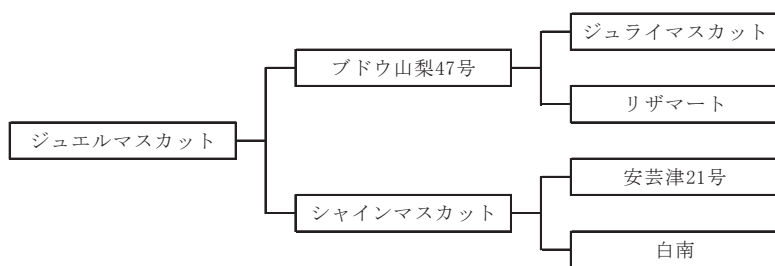 ジュライマスカット
ブドウ山梨47号
リザマート
ジュエルマスカット
安芸津21号
シャインマスカット
白南